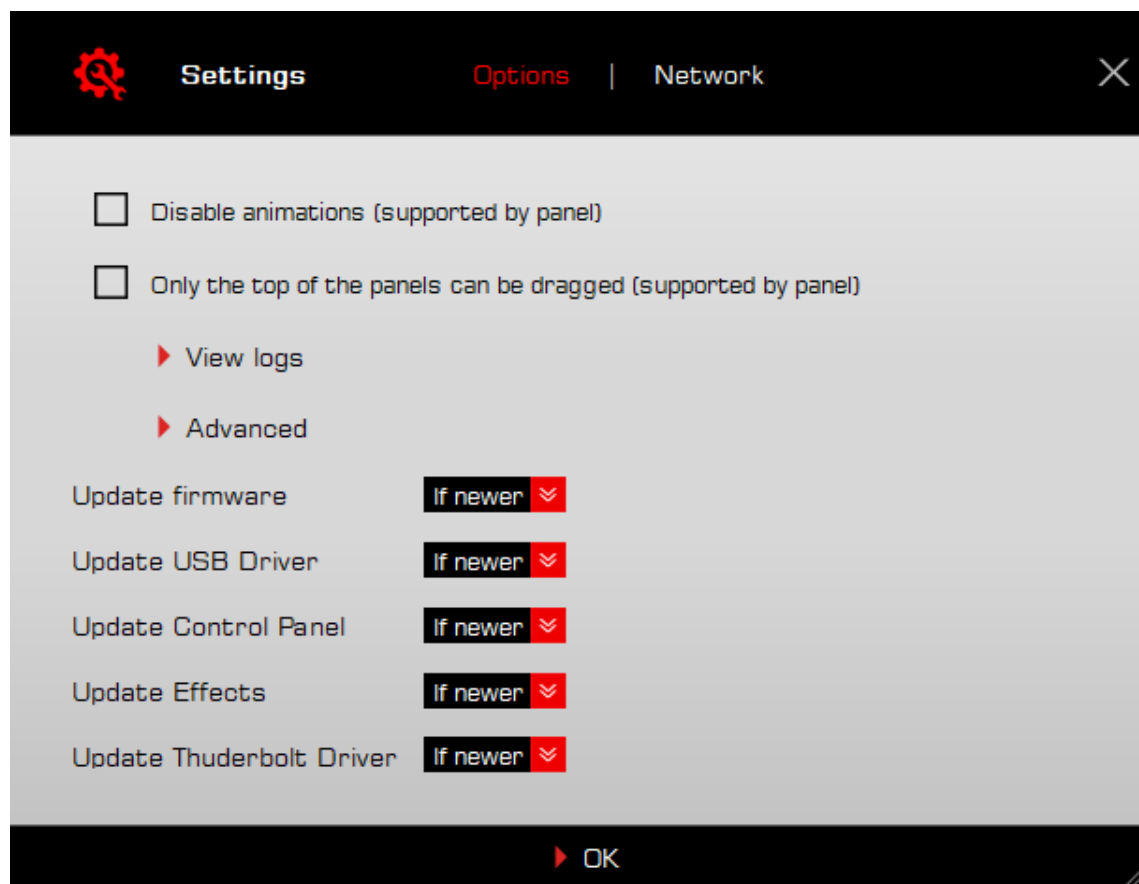 Settings Options | Network
Disable animations (supported by panel)
Only the top of the panels can be dragged (supported by panel)
View logs
Advanced
Update firmware If newer
Update USB Driver If newer
Update Control Panel If newer
Update Effects If newer
Update Thuderbolt Driver If newer
OK